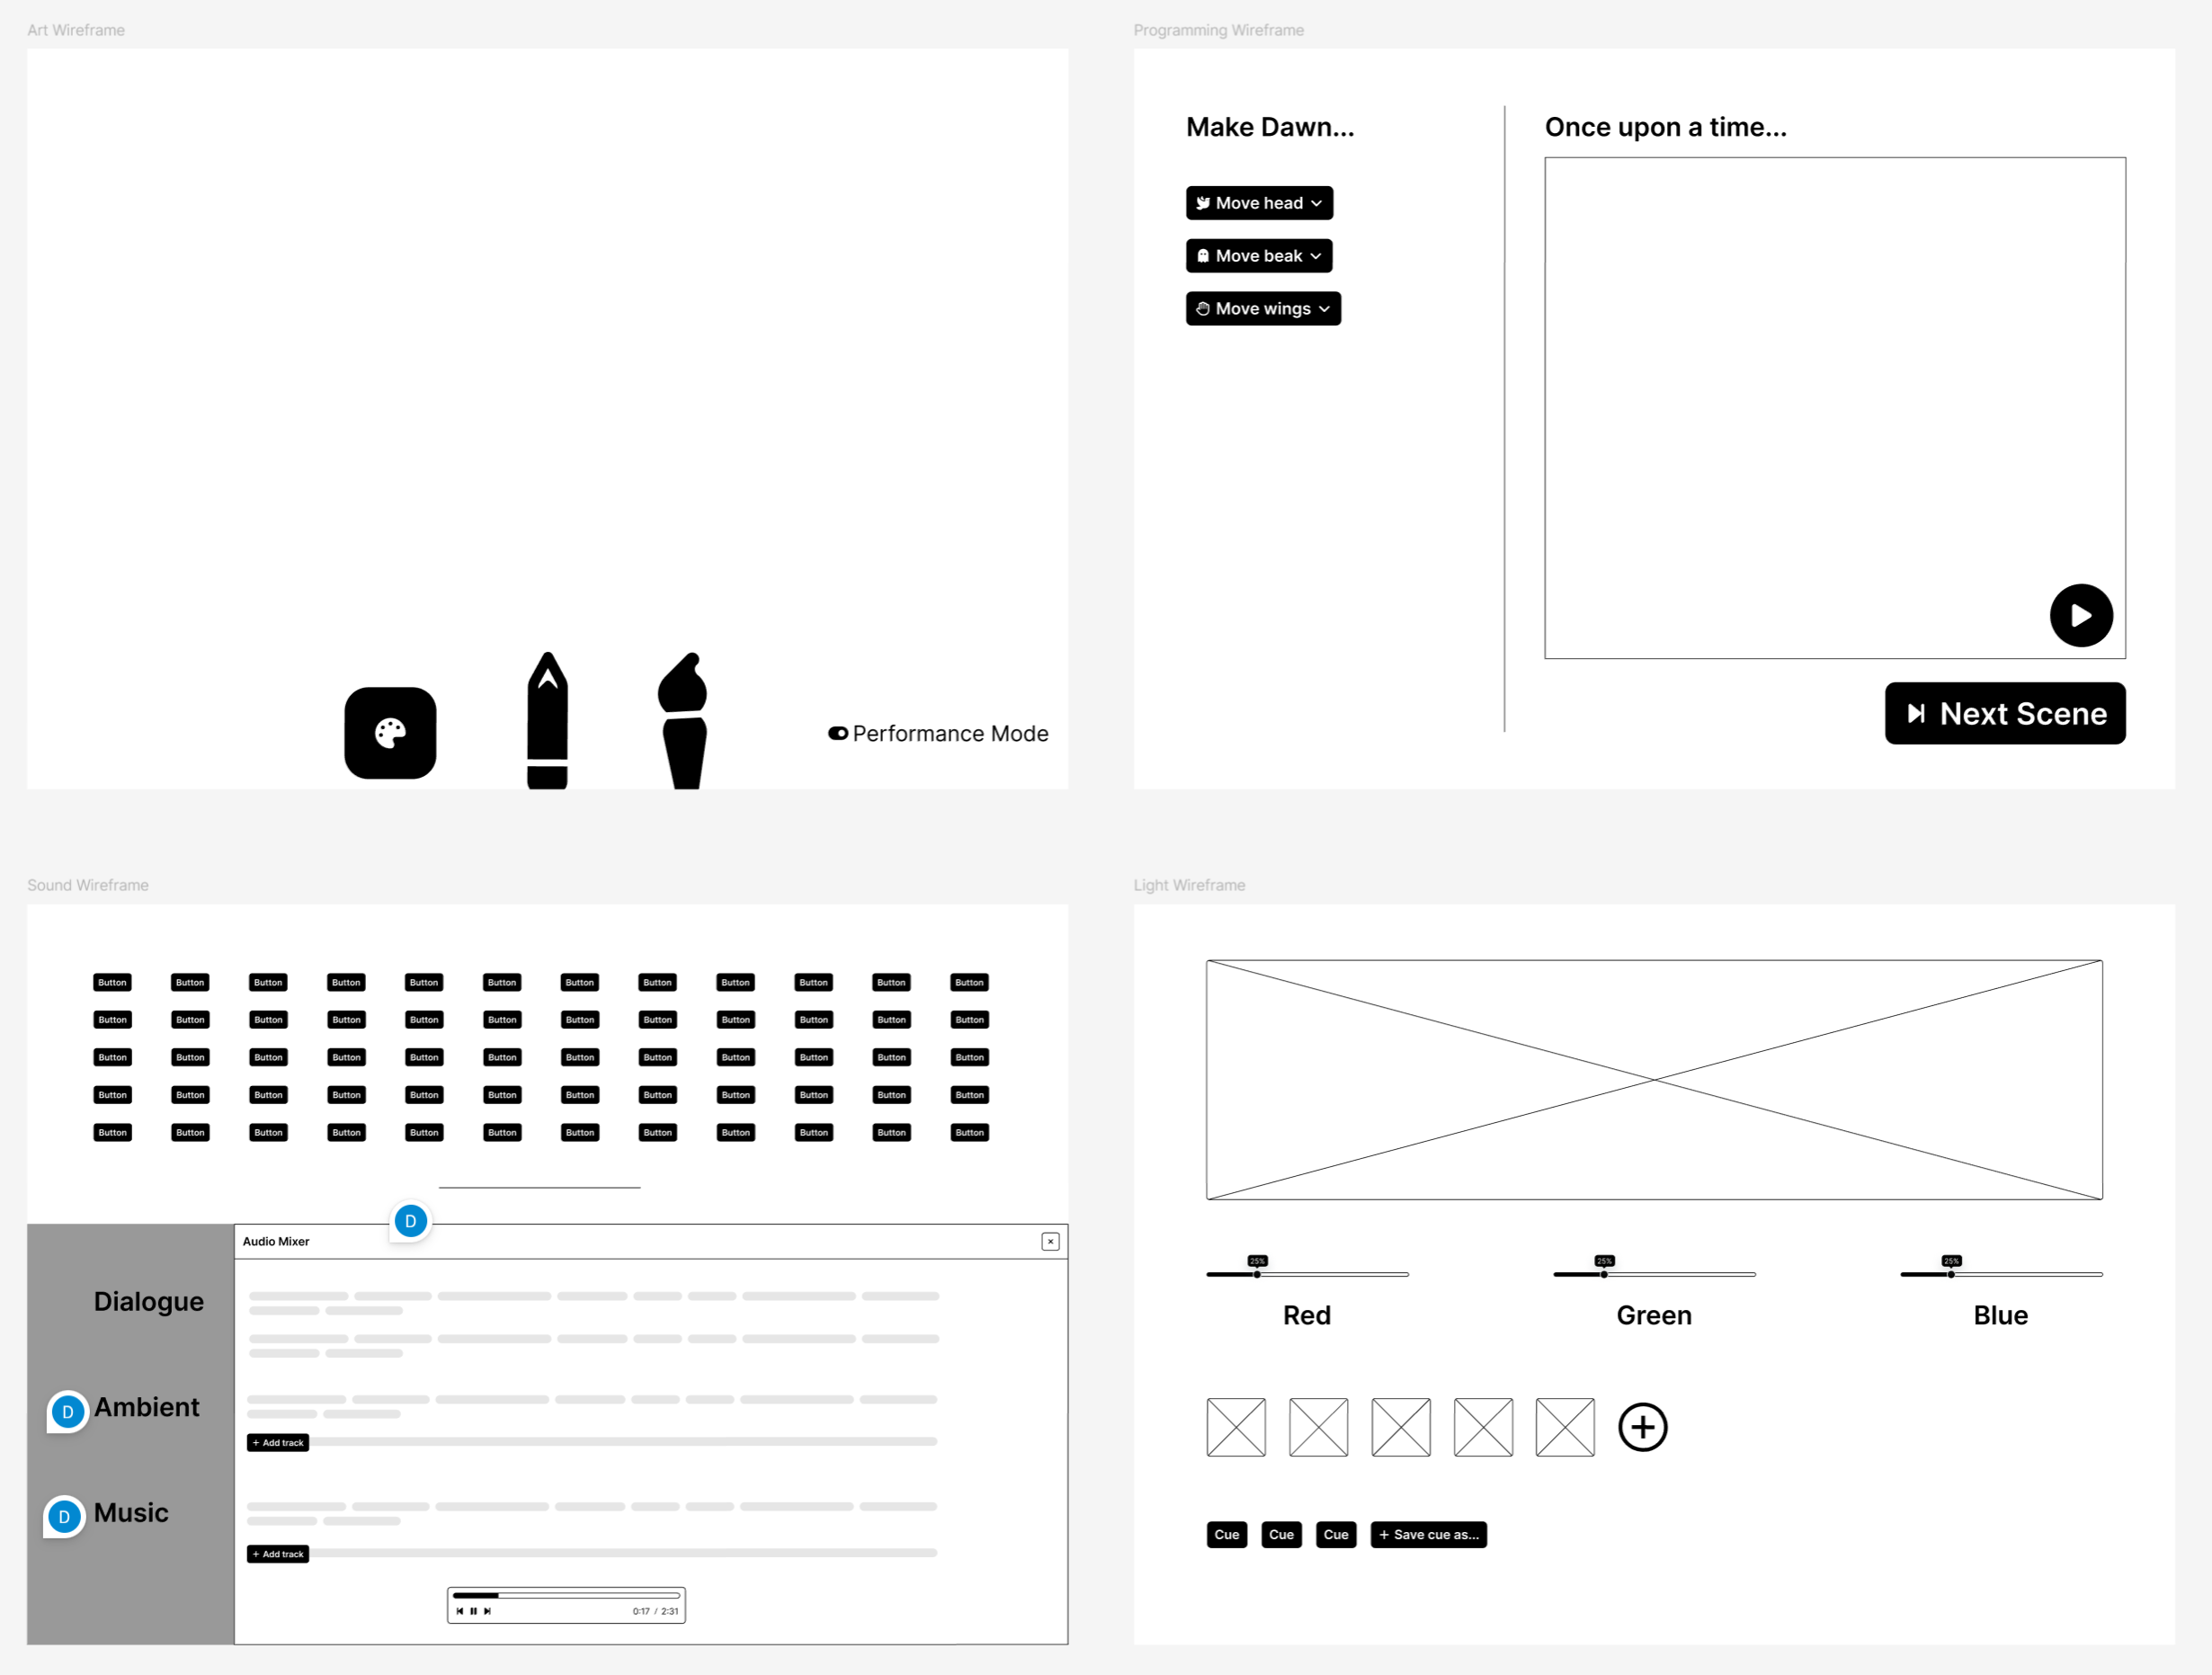 Art Wireframe
Performance Mode
Programming Wireframe
Make Dawn...
Move head
Move beak
Move wings
Once upon a time...
Next Scene
Sound Wireframe
Button Button Button Button Button Button Button Button Button Button Button Button
Button Button Button Button Button Button Button Button Button Button Button Button
Button Button Button Button Button Button Button Button Button Button Button Button
Button Button Button Button Button Button Button Button Button Button Button Button
Button Button Button Button Button Button Button Button Button Button Button Button
D
Audio Mixer
Dialogue
D
Ambient
+ Add track
D
Music
+ Add track
0:17 / 2:31
Light Wireframe
25% 25% 25%
Red Green Blue
Cue Cue Cue + Save cue as...